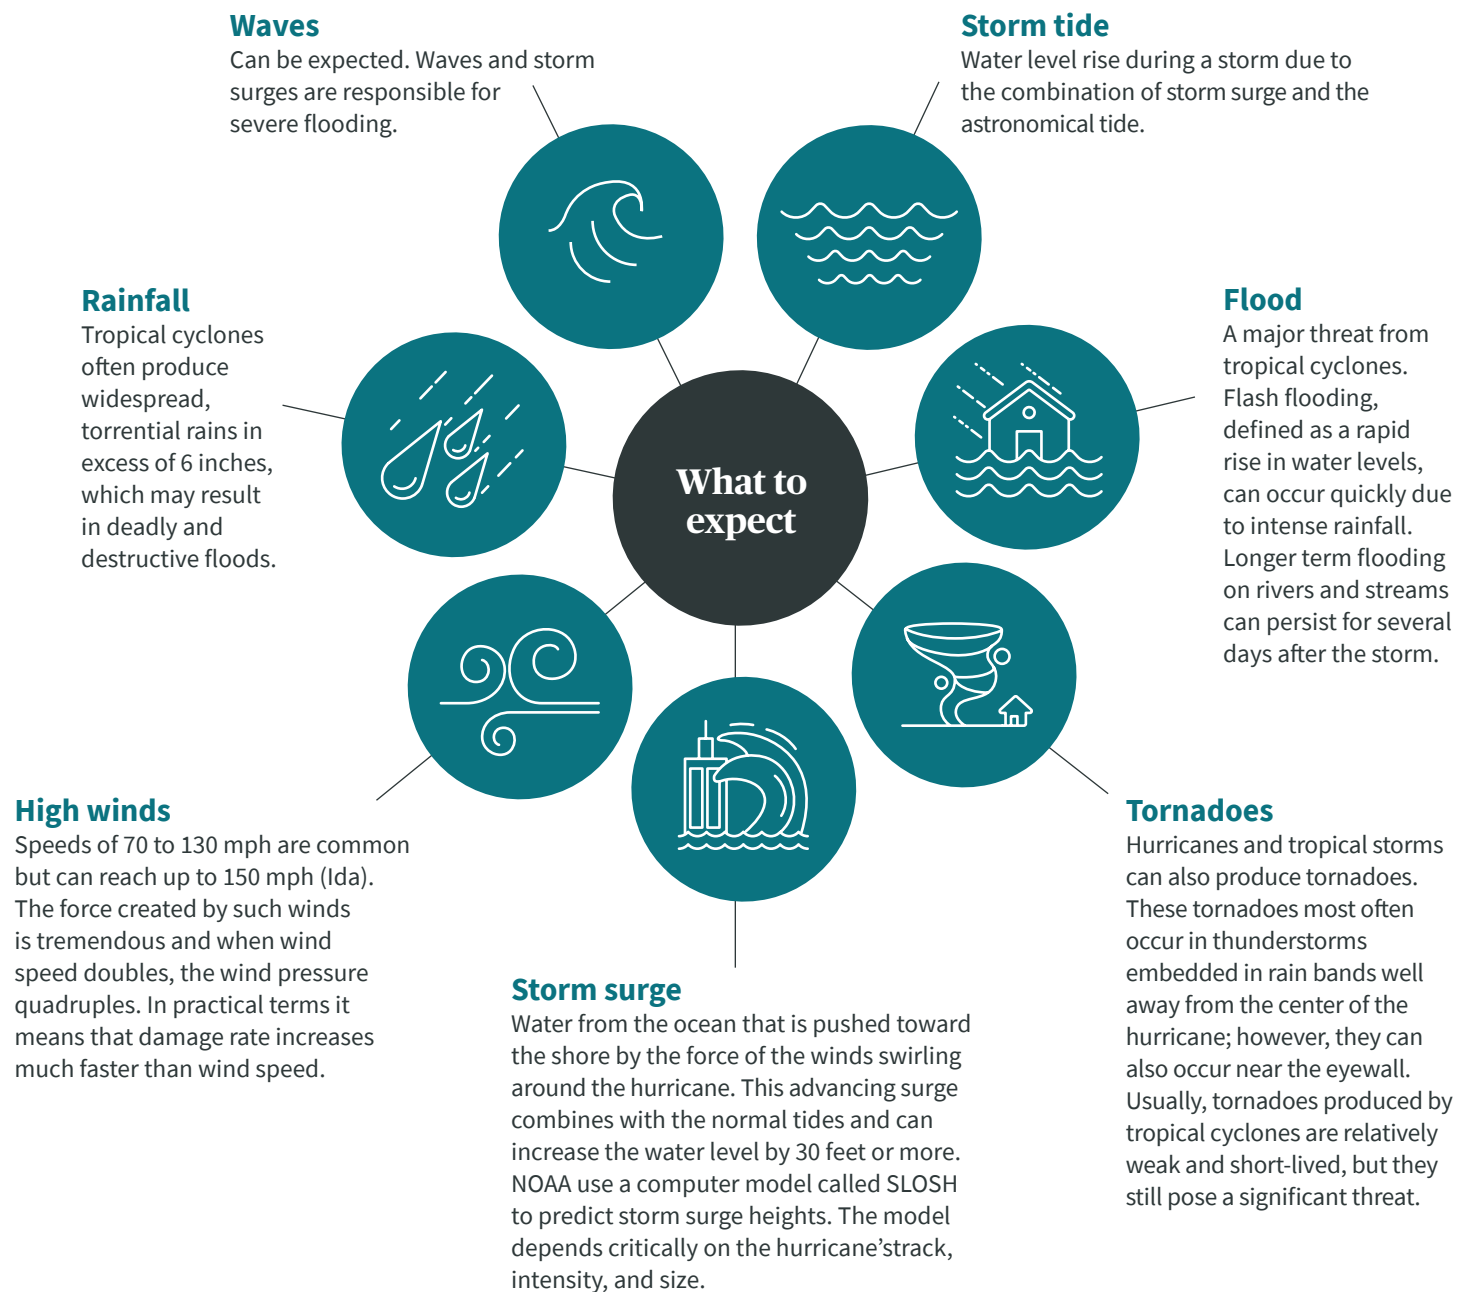 Waves
Can be expected. Waves and storm
surges are responsible for
severe flooding.
Storm tide
Water level rise during a storm due to
the combination of storm surge and the
astronomical tide.
Rainfall
Tropical cyclones
often produce
widespread,
torrential rains in
excess of 6 inches,
which may result
in deadly and
destructive floods.
Flood
A major threat from
tropical cyclones.
Flash flooding,
defined as a rapid
rise in water levels,
can occur quickly due
to intense rainfall.
Longer term flooding
on rivers and streams
can persist for several
days after the storm.
What to
expect
High winds
Speeds of 70 to 130 mph are common
but can reach up to 150 mph (Ida).
The force created by such winds
is tremendous and when wind
speed doubles, the wind pressure
quadruples. In practical terms it
means that damage rate increases
much faster than wind speed.
Storm surge
Water from the ocean that is pushed toward
the shore by the force of the winds swirling
around the hurricane. This advancing surge
combines with the normal tides and can
increase the water level by 30 feet or more.
NOAA use a computer model called SLOSH
to predict storm surge heights. The model
depends critically on the hurricane'strack,
intensity, and size.
Tornadoes
Hurricanes and tropical storms
can also produce tornadoes.
These tornadoes most often
occur in thunderstorms
embedded in rain bands well
away from the center of the
hurricane; however, they can
also occur near the eyewall.
Usually, tornadoes produced by
tropical cyclones are relatively
weak and short-lived, but they
still pose a significant threat.